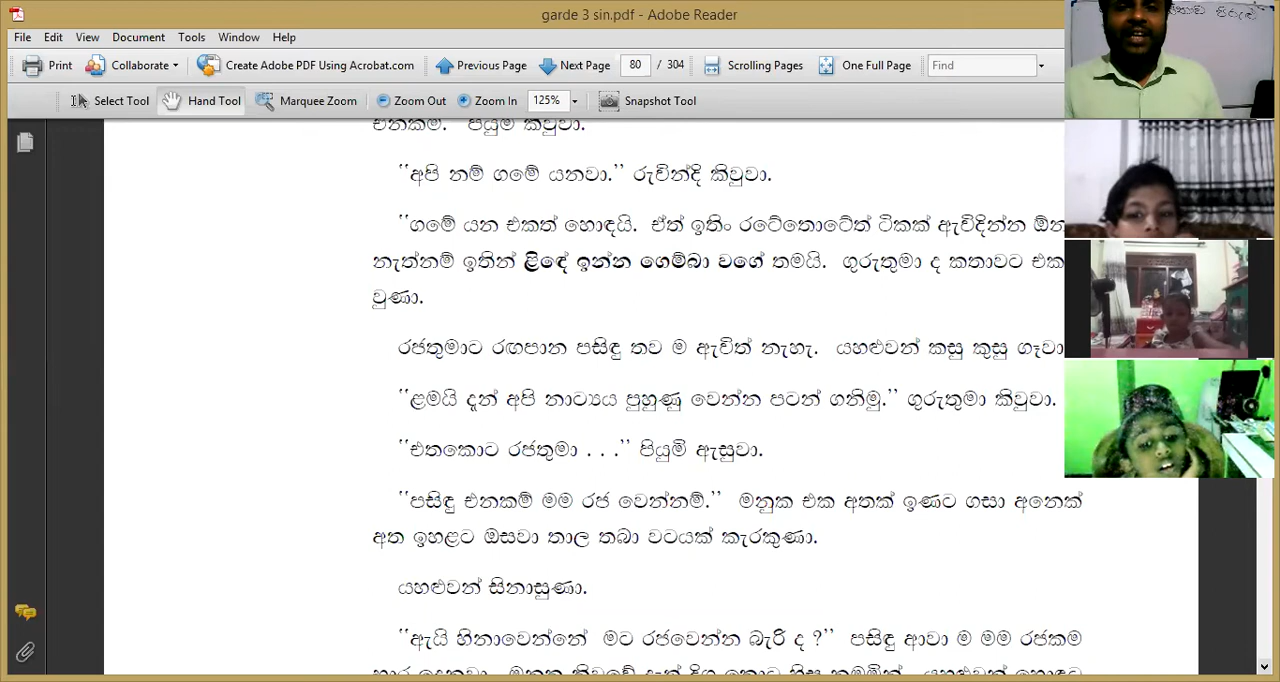 garde 3 sin.pdf - Adobe Reader
File Edit View Document Tools Window Help
Print Collaborate Create Adobe PDF Using Acrobat.com Previous Page Next Page 80 / 304 Scrolling Pages One Full Page Find
Select Tool Hand Tool Marquee Zoom Zoom Out Zoom In 125% Snapshot Tool
එනකම්. පියුමි කිවුවා.
‘‘අපි නම් ගමේ යනවා.’’ රුවින්දි කිවුවා.
‘‘ගමේ යන එකත් හොඳයි. ඒත් ඉතිං රටේතොටේත් ටිකක් ඇවිදින්න ඕන
නැත්නම් ඉතින් ළිඳේ ඉන්න ගෙම්බා වගේ තමයි. ගුරුතුමා ද කතාවට එක
වුණා.
රජතුමාට රඟපාන පසිඳු තව ම ඇවිත් නැහැ. යහළුවන් කසු කුසු ගෑවා
‘‘ළමයි දැන් අපි නාට්‍යය පුහුණු වෙන්න පටන් ගනිමු.’’ ගුරුතුමා කිවුවා.
‘‘එතකොට රජතුමා . . .’’ පියුමි ඇසුවා.
‘‘පසිඳු එනකම් මම රජ වෙන්නම්.’’ මනුක එක අතක් ඉණට ගසා අනෙක්
අත ඉහළට ඔසවා තාල තබා වටයක් කැරකුණා.
යහළුවන් සිනාසුණා.
‘‘ඇයි හිනාවෙන්නේ මට රජවෙන්න බැරි ද ?’’ පසිඳු ආවා ම මම රජකම